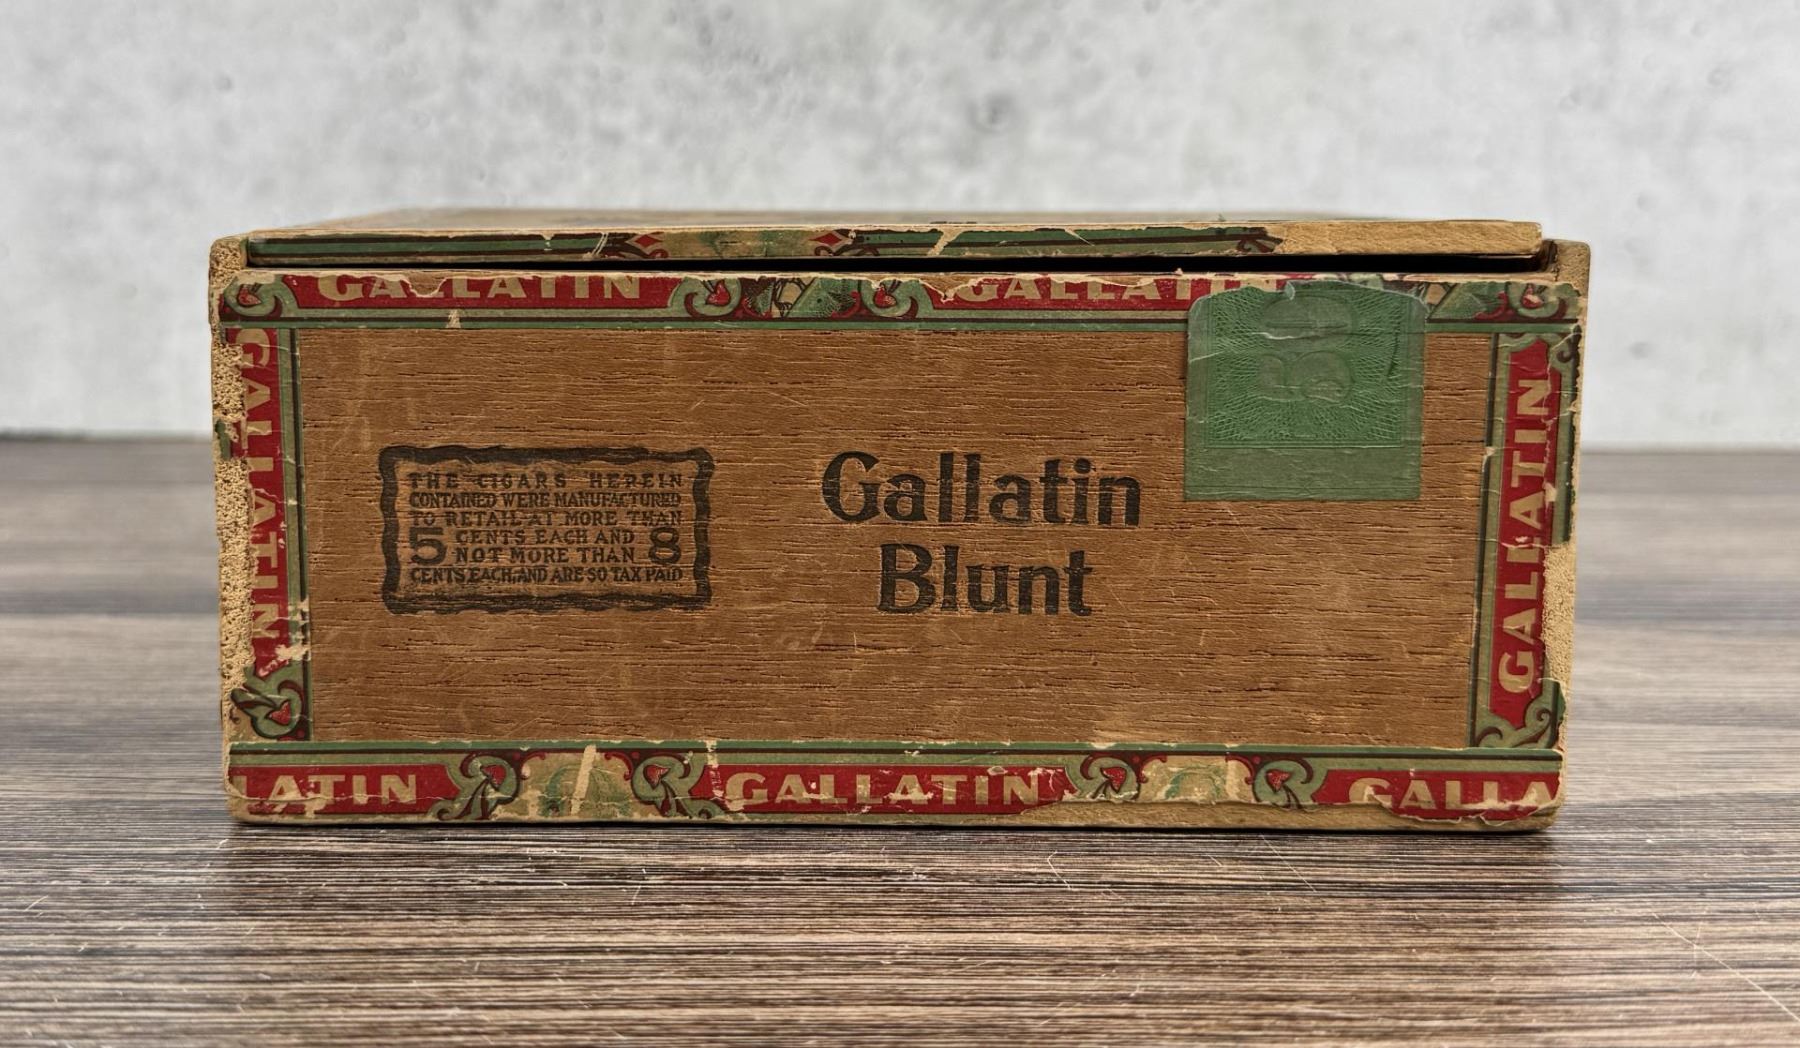 GALLATIN GALLATIN
GALLATIN
THE CIGARS HEREIN
CONTAINED WERE MANUFACTURED
TO RETAIL AT MORE THAN
5 CENTS EACH AND 8
NOT MORE THAN
CENTS EACH, AND ARE SO TAX PAID
Gallatin
Blunt
50
GALLATIN
LATIN GALLATIN GALLA